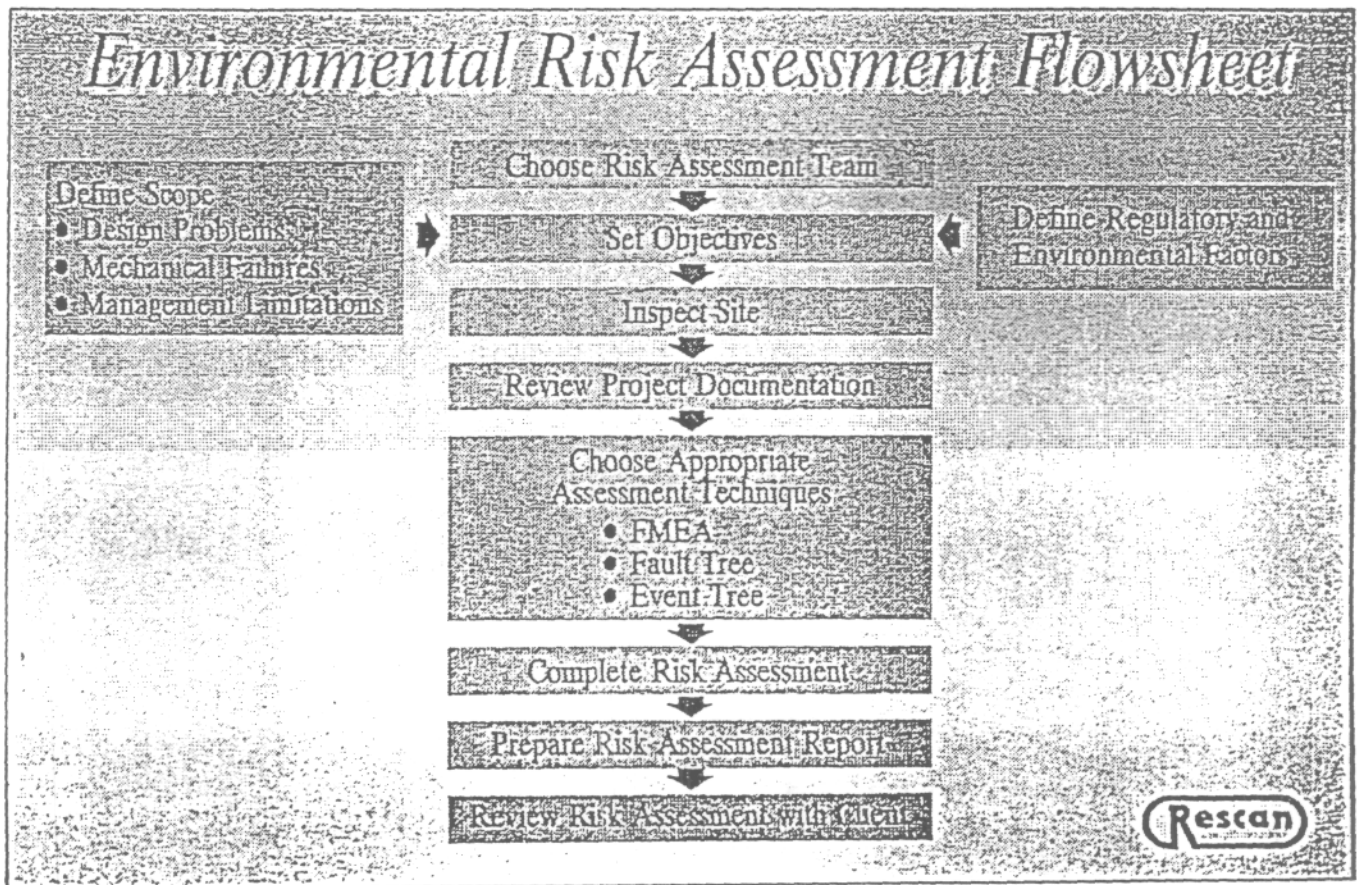 Environmental Risk Assessment Flowsheet
Choose Risk Assessment Team
Define Scope
• Design Problems
• Mechanical Failures
• Management Limitations
Set Objectives
Define Regulatory and
Environmental Factors
Inspect Site
Review Project Documentation
Choose Appropriate
Assessment Techniques
• FMEA
• Fault Tree
• Event Tree
Complete Risk Assessment
Prepare Risk Assessment Report
Review Risk Assessment with Client
Rescan